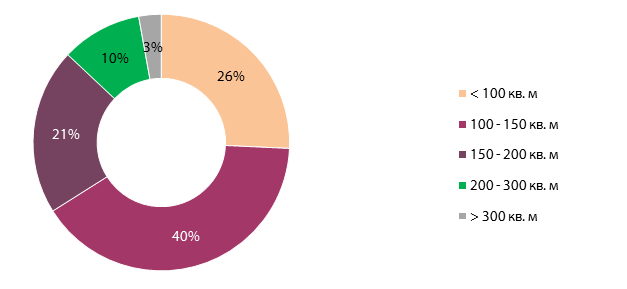 3%
10%
26%
21%
40%
< 100 кв. м
100 - 150 кв. м
150 - 200 кв. м
200 - 300 кв. м
> 300 кв. м